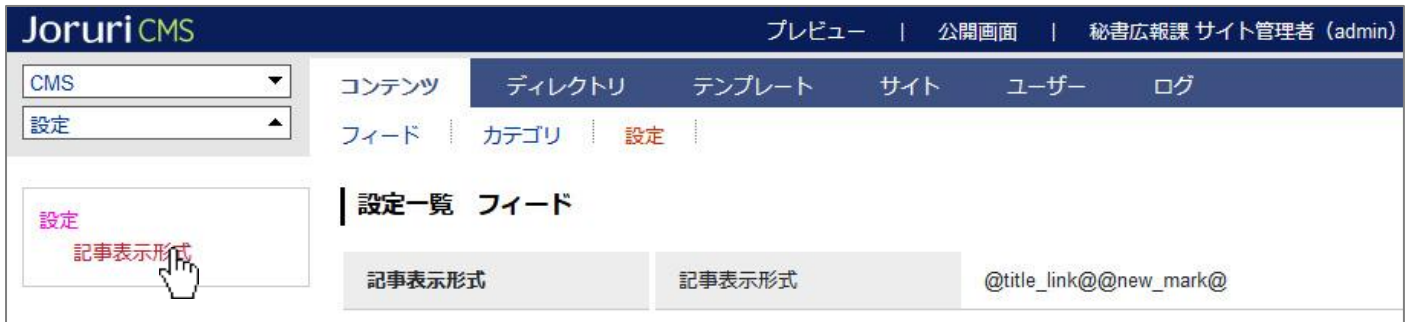 Joruri CMS プレビュー | 公開画面 | 秘書広報課 サイト管理者（admin）
CMS
設定
コンテンツ ディレクトリ テンプレート サイト ユーザー ログ
フィード カテゴリ 設定
設定
記事表示形式
設定一覧 フィード
記事表示形式 記事表示形式 @title_link@@new_mark@